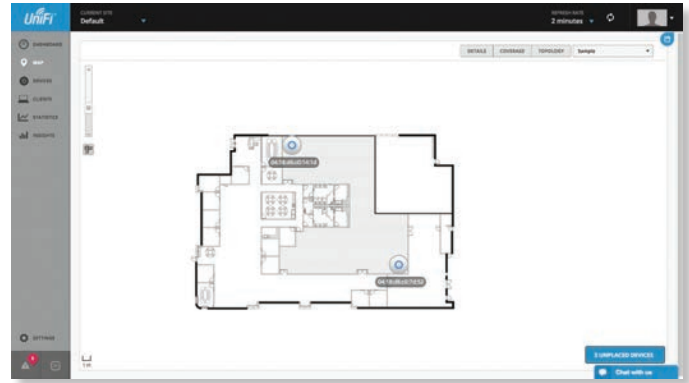 UniFi
CURRENT SITE
Default
REFRESH RATE
2 minutes
DASHBOARD
MAP
DEVICES
CLIENTS
STATISTICS
INSIGHTS
DETAILS
COVERAGE
TOPOLOGY
Sample
SETTINGS
UNPLACED DEVICES
Chat with us